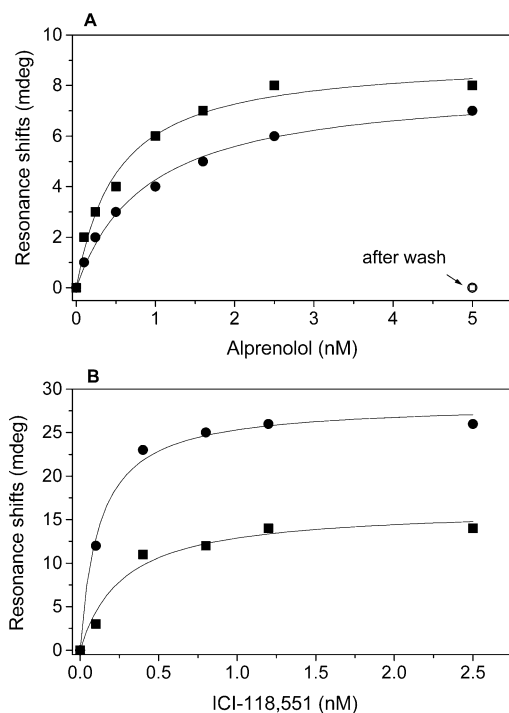 A
Resonance shifts (mdeg)
10
8
6
4
2
0
after wash
0 1 2 3 4 5
Alprenolol (nM)
B
Resonance shifts (mdeg)
30
25
20
15
10
5
0
0.0 0.5 1.0 1.5 2.0 2.5
ICI-118,551 (nM)